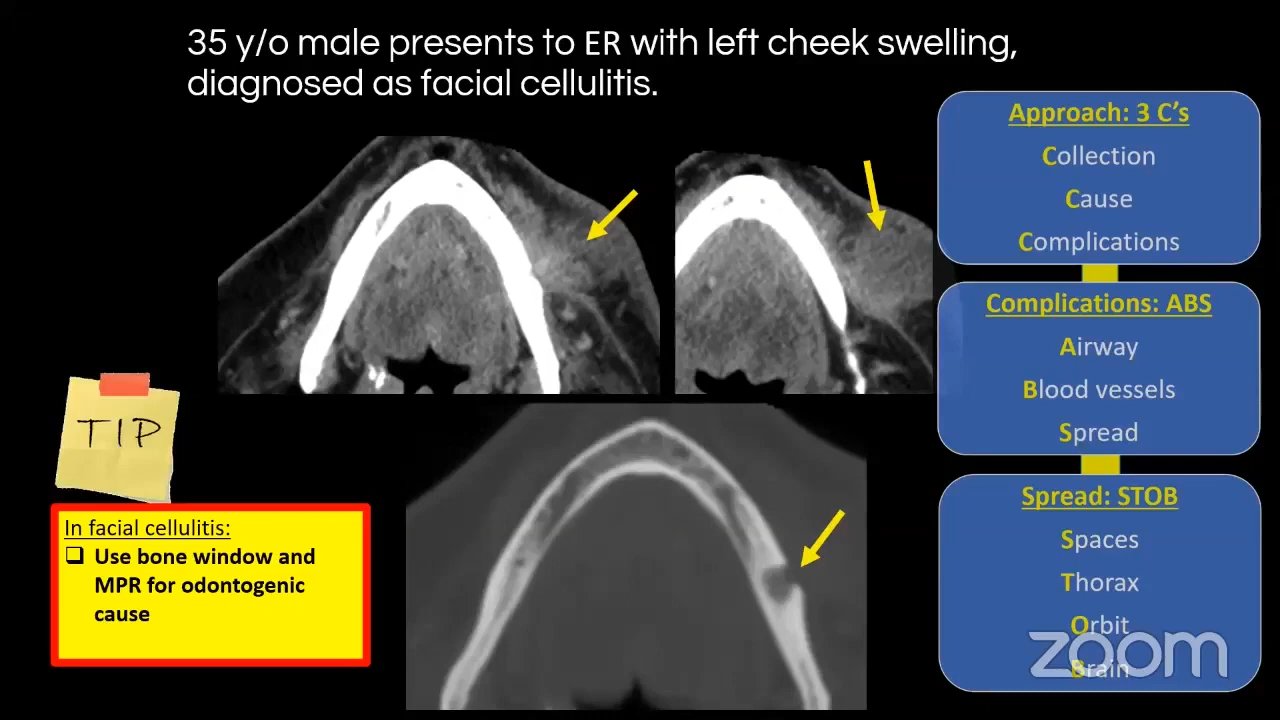 35 y/o male presents to ER with left cheek swelling,
diagnosed as facial cellulitis.
Approach: 3 C's
Collection
Cause
Complications
Complications: ABS
Airway
Blood vessels
Spread
Spread: STOB
Spaces
Thorax
Orbit
Brain
zoom
TIP
In facial cellulitis:
❑ Use bone window and
MPR for odontogenic
cause